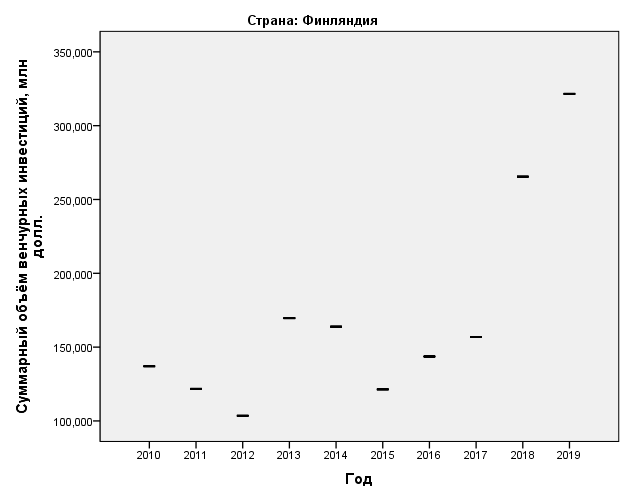 Страна: Финляндия
Суммарный объём венчурных инвестиций, млн
долл.
350,000
300,000
250,000
200,000
150,000
100,000
2010 2011 2012 2013 2014 2015 2016 2017 2018 2019
Год